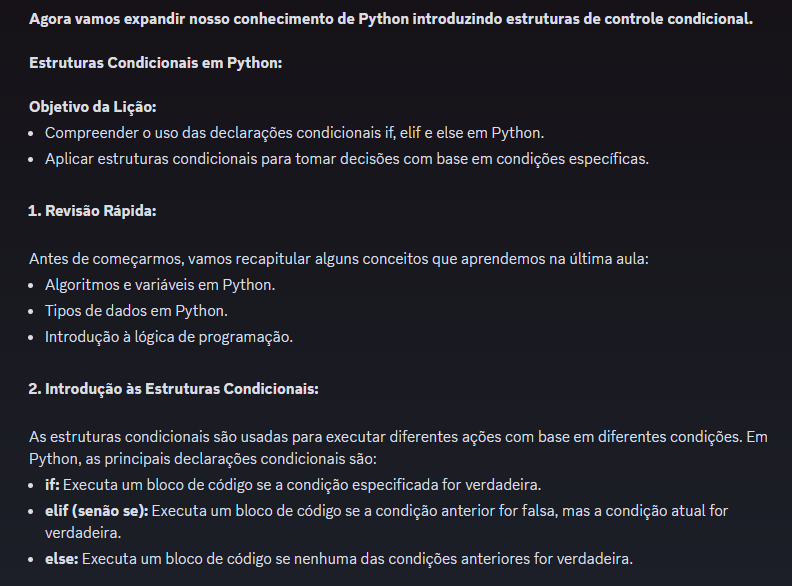 Agora vamos expandir nosso conhecimento de Python introduzindo estruturas de controle condicional.
Estruturas Condicionais em Python:
Objetivo da Lição:
• Compreender o uso das declarações condicionais if, elif e else em Python.
• Aplicar estruturas condicionais para tomar decisões com base em condições específicas.
1. Revisão Rápida:
Antes de começarmos, vamos recapitular alguns conceitos que aprendemos na última aula:
• Algoritmos e variáveis em Python.
• Tipos de dados em Python.
• Introdução à lógica de programação.
2. Introdução às Estruturas Condicionais:
As estruturas condicionais são usadas para executar diferentes ações com base em diferentes condições. Em
Python, as principais declarações condicionais são:
• if: Executa um bloco de código se a condição especificada for verdadeira.
• elif (senão se): Executa um bloco de código se a condição anterior for falsa, mas a condição atual for
verdadeira.
• else: Executa um bloco de código se nenhuma das condições anteriores for verdadeira.